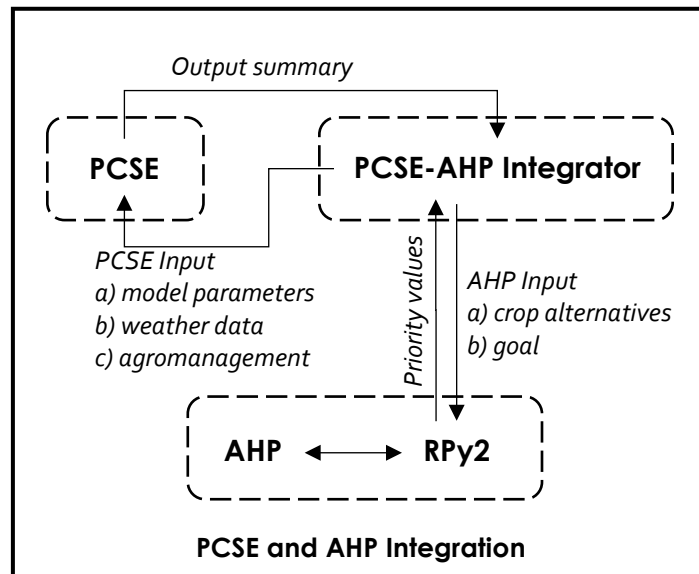 Output summary
PCSE
PCSE-AHP Integrator
PCSE Input
a) model parameters
b) weather data
c) agromanagement
Priority values
AHP Input
a) crop alternatives
b) goal
AHP
RPy2
PCSE and AHP Integration